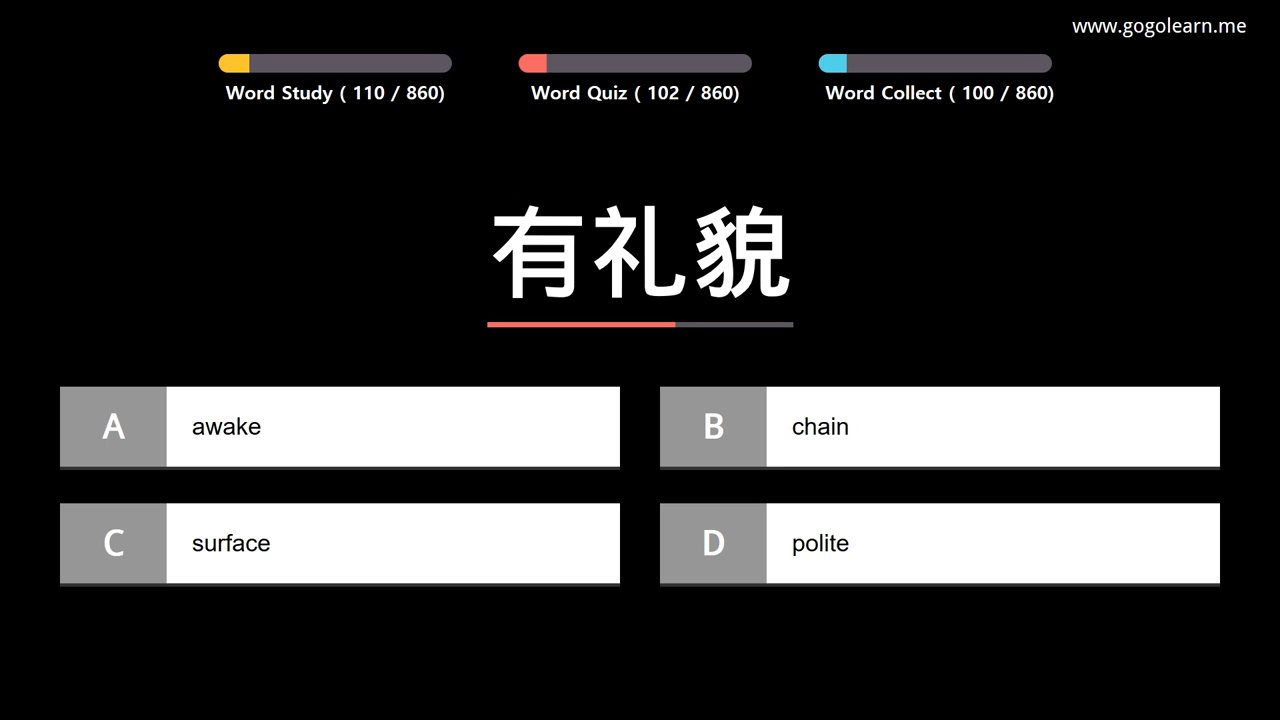 www.gogolearn.me
Word Study ( 110 / 860)
Word Quiz ( 102 / 860)
Word Collect ( 100 / 860)
有礼貌
A awake
B chain
C surface
D polite